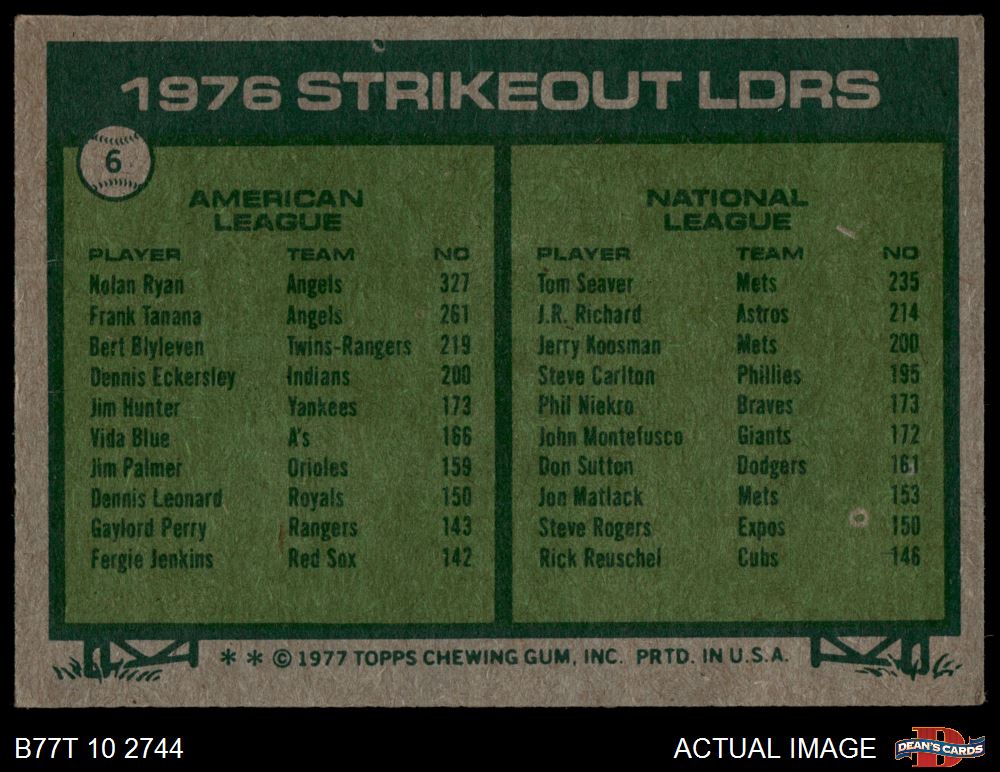 1976 STRIKEOUT LDRS
6
AMERICAN
LEAGUE
PLAYER TEAM NO
Nolan Ryan Angels 327
Frank Tanana Angels 261
Bert Blyleven Twins-Rangers 219
Dennis Eckersley Indians 200
Jim Hunter Yankees 173
Vida Blue A's 166
Jim Palmer Orioles 159
Dennis Leonard Royals 150
Gaylord Perry Rangers 143
Fergie Jenkins Red Sox 142
NATIONAL
LEAGUE
PLAYER TEAM NO
Tom Seaver Mets 235
J.R. Richard Astros 214
Jerry Koosman Mets 200
Steve Carlton Phillies 195
Phil Niekro Braves 173
John Montefusco Giants 172
Don Sutton Dodgers 161
Jon Matlack Mets 153
Steve Rogers Expos 150
Rick Reuschel Cubs 146
* * © 1977 TOPPS CHEWING GUM, INC. PRTD. IN U.S.A.
B77T 10 2744
ACTUAL IMAGE
D
DEAN'S CARDS